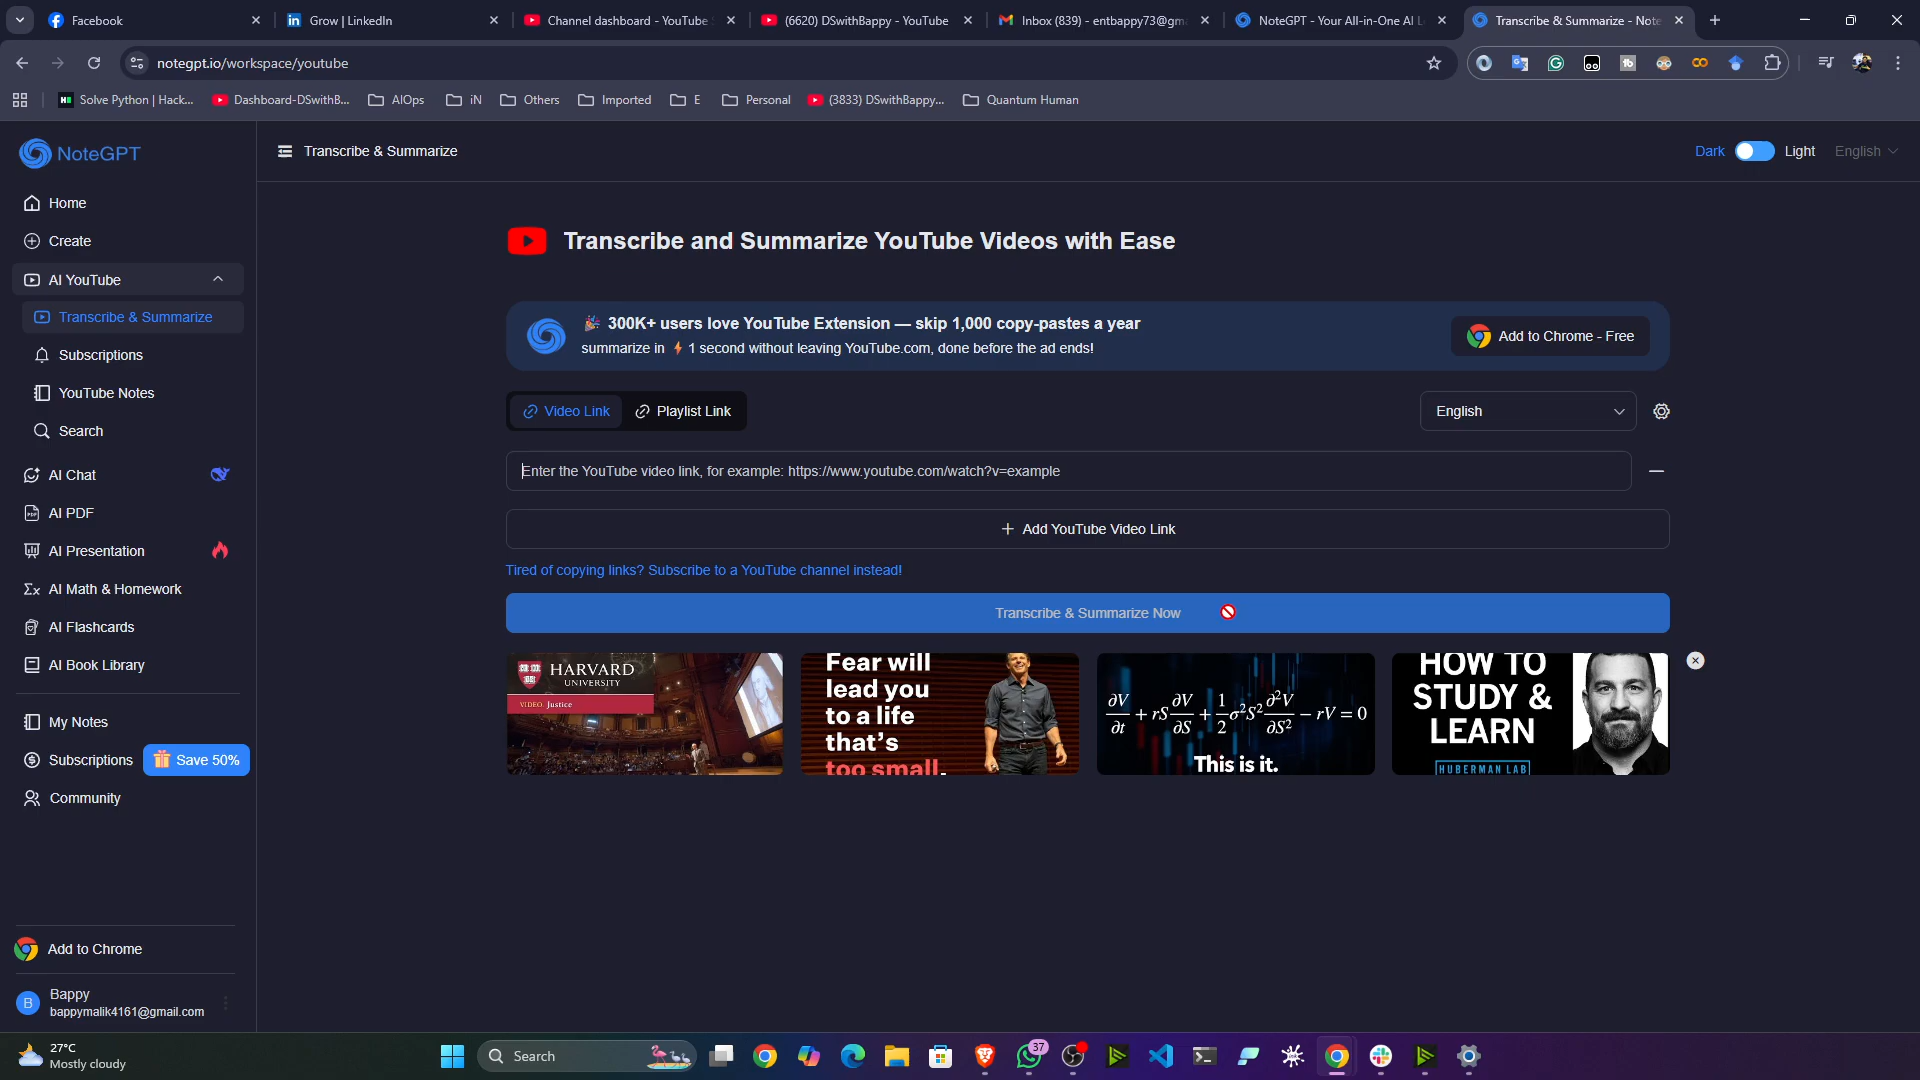 Facebook
Grow | LinkedIn
Channel dashboard - YouTube
(6620) DSwithBappy - YouTube
Inbox (839) - entbappy73@gm
NoteGPT - Your All-in-One AI L
Transcribe & Summarize - Note
notegpt.io/workspace/youtube
Solve Python | Hack...
Dashboard-DSwithB...
AIOps
iN
Others
Imported
E
Personal
(3833) DSwithBappy...
Quantum Human
NoteGPT
Transcribe & Summarize
Dark
Light
English
Home
Create
AI YouTube
Transcribe & Summarize
Subscriptions
YouTube Notes
Search
AI Chat
AI PDF
AI Presentation
AI Math & Homework
AI Flashcards
AI Book Library
My Notes
Subscriptions
Save 50%
Community
Add to Chrome
B
Bappy
bappymalik4161@gmail.com
Transcribe and Summarize YouTube Videos with Ease
300K+ users love YouTube Extension — skip 1,000 copy-pastes a year
summarize in ⚡ 1 second without leaving YouTube.com, done before the ad ends!
Add to Chrome - Free
Video Link
Playlist Link
English
Enter the YouTube video link, for example: https://www.youtube.com/watch?v=example
Add YouTube Video Link
Tired of copying links? Subscribe to a YouTube channel instead!
Transcribe & Summarize Now
HARVARD
UNIVERSITY
VIDEO: Justice
Fear will
lead you
to a life
that's
too small.
∂V/∂t + rS ∂V/∂S + 1/2 σ²S² ∂²V/∂S² − rV = 0
This is it.
HOW TO
STUDY &
LEARN
HUBERMAN LAB
27°C
Mostly cloudy
Search
37